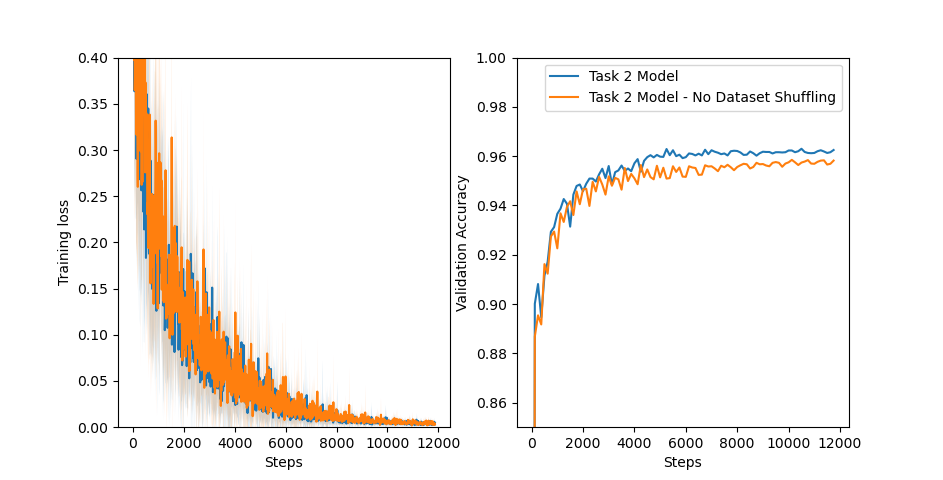 0.40
0.35
0.30
0.25
0.20
0.15
0.10
0.05
0.00
Training loss
0 2000 4000 6000 8000 10000 12000
Steps
1.00
0.98
0.96
0.94
0.92
0.90
0.88
0.86
Validation Accuracy
Task 2 Model
Task 2 Model - No Dataset Shuffling
0 2000 4000 6000 8000 10000 12000
Steps